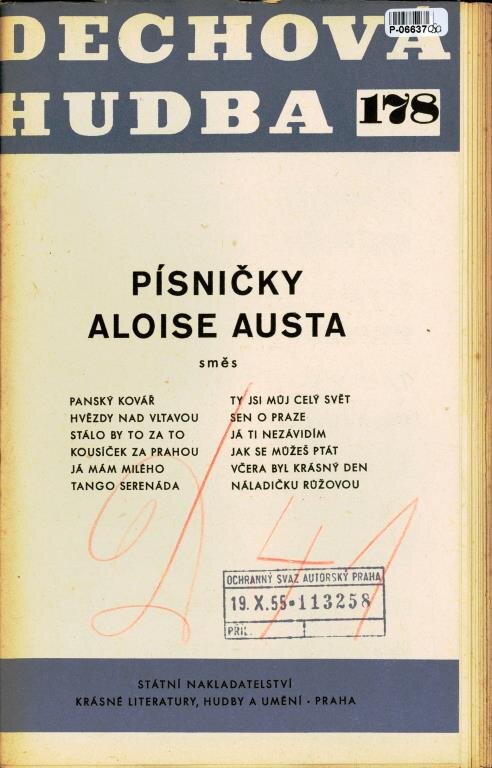 DECHOVÁ
P-0663730
HUDBA 178
PÍSNIČKY
ALOISE AUSTA
směs
PANSKÝ KOVÁŘ
HVĚZDY NAD VLTAVOU
STÁLO BY TO ZA TO
KOUSÍČEK ZA PRAHOU
JÁ MÁM MILÉHO
TANGO SERENÁDA
TY JSI MŮJ CELÝ SVĚT
SEN O PRAZE
JÁ TI NEZÁVIDÍM
JAK SE MŮŽEŠ PTÁT
VČERA BYL KRÁSNÝ DEN
NÁLADIČKU RŮŽOVOU
OCHRANNÝ SVAZ AUTORSKÝ PRAHA
19. X. 55 • 113258
PŘÍL.
STÁTNÍ NAKLADATELSTVÍ
KRÁSNÉ LITERATURY, HUDBY A UMĚNÍ • PRAHA